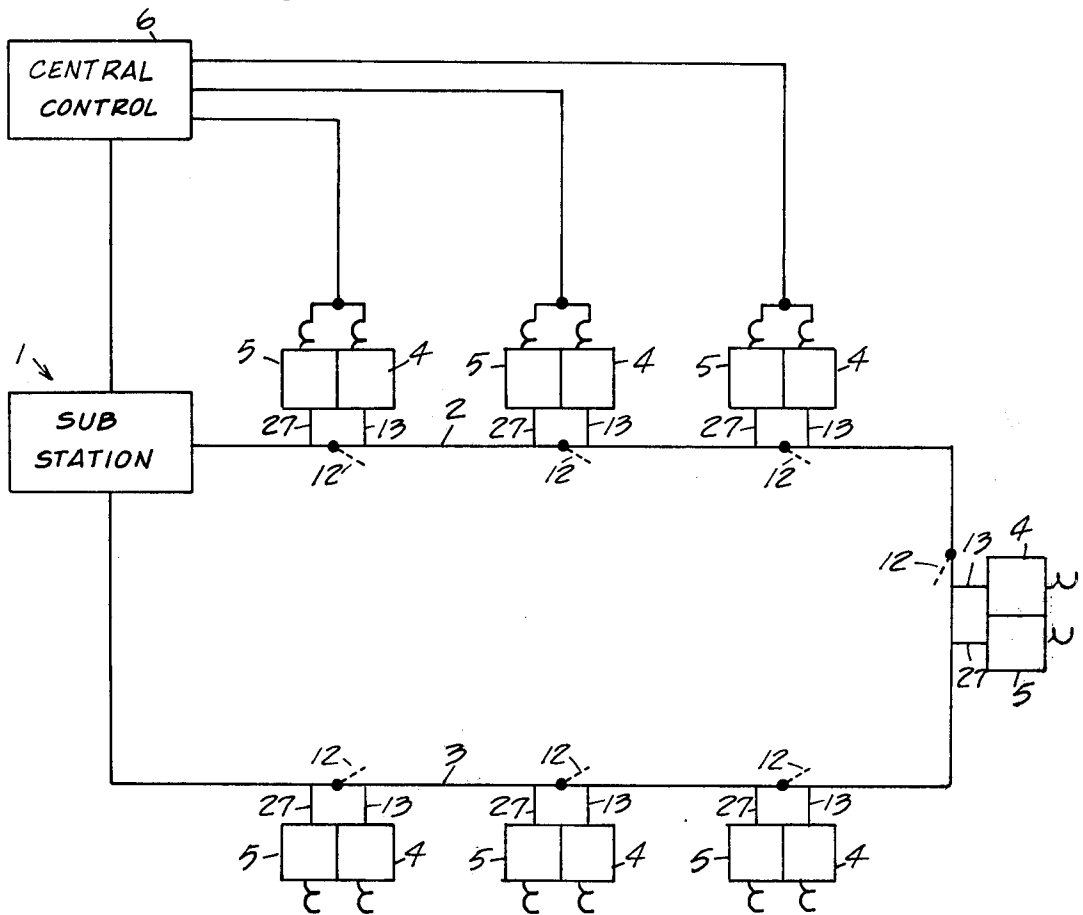 6
CENTRAL
CONTROL
1
5 4 5 4 5 4
SUB
STATION
27 13 2 27 13 27 13
12 12 12
12 13 4
27 5
12 3 12 12
27 13 27 13 27 13
5 4 5 4 5 4